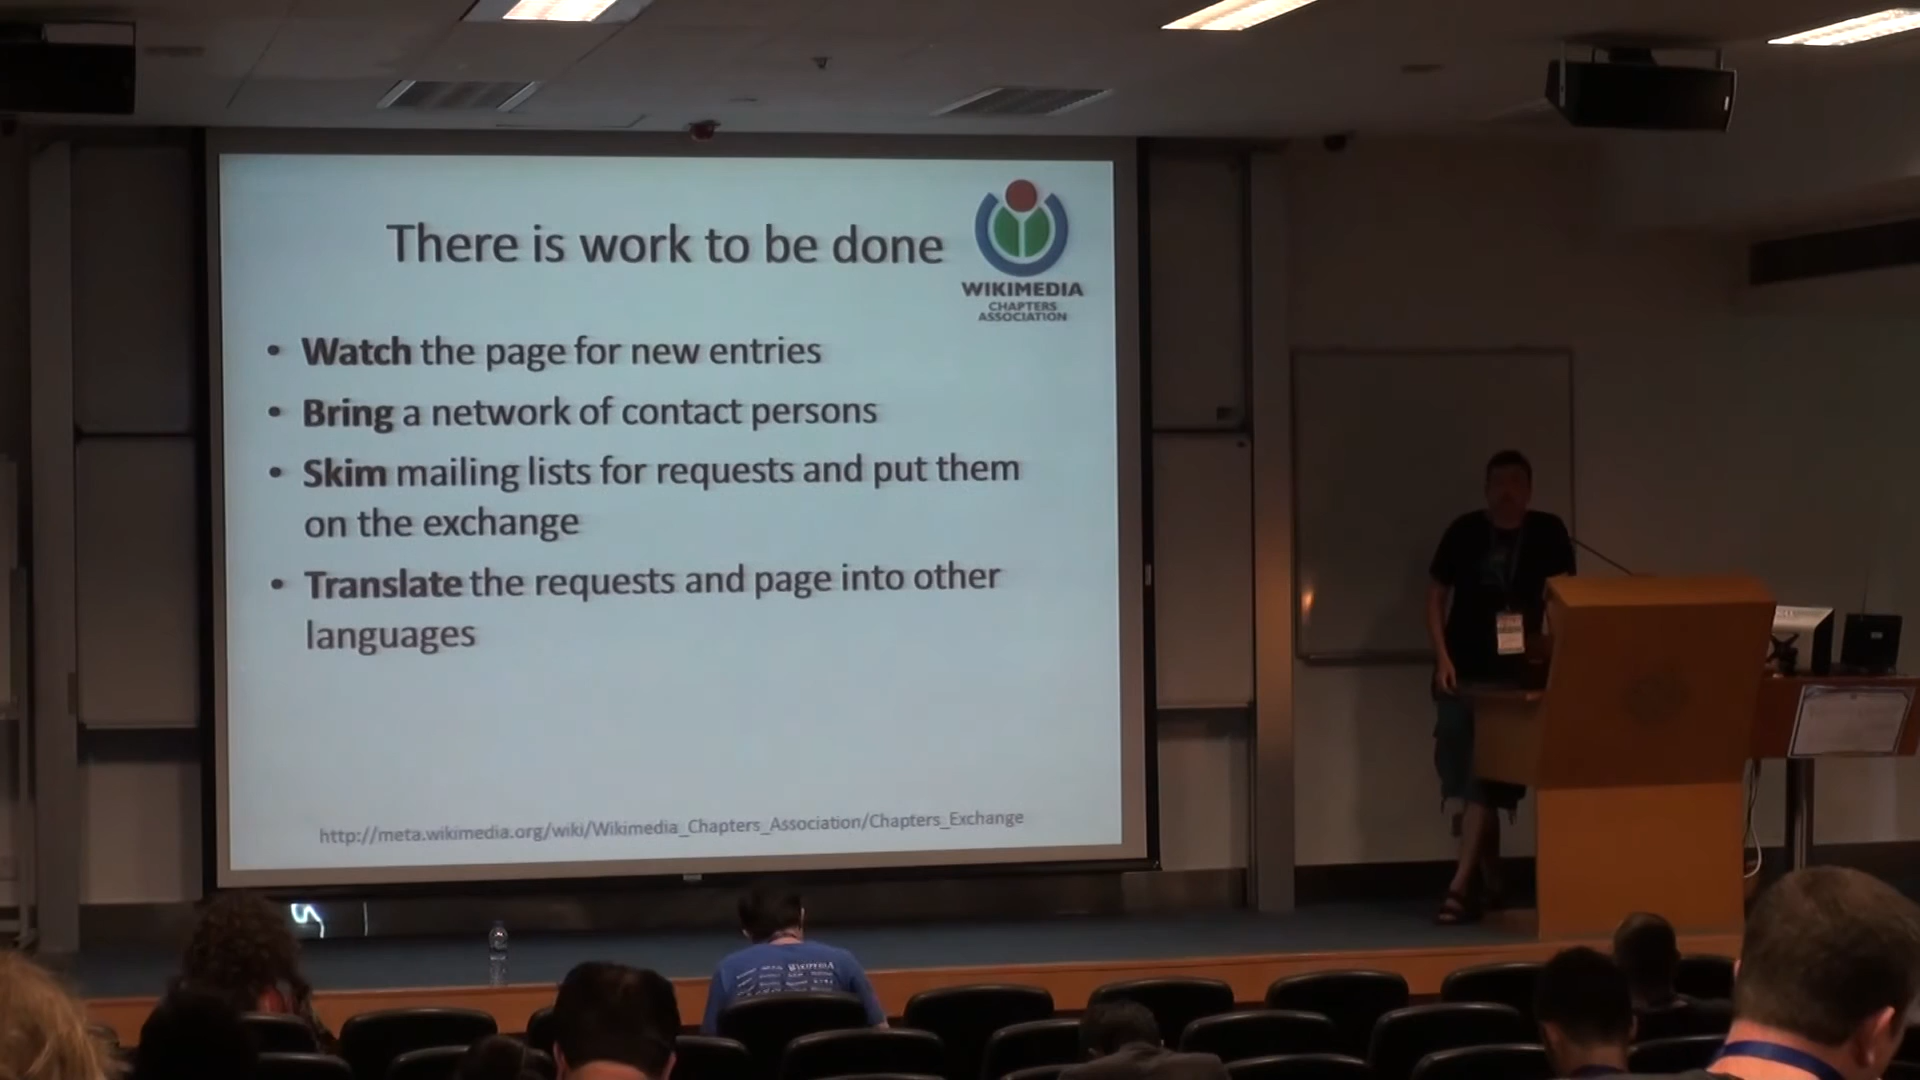 There is work to be done
WIKIMEDIA
CHAPTERS
ASSOCIATION
• Watch the page for new entries
• Bring a network of contact persons
• Skim mailing lists for requests and put them
on the exchange
• Translate the requests and page into other
languages
http://meta.wikimedia.org/wiki/Wikimedia_Chapters_Association/Chapters_Exchange